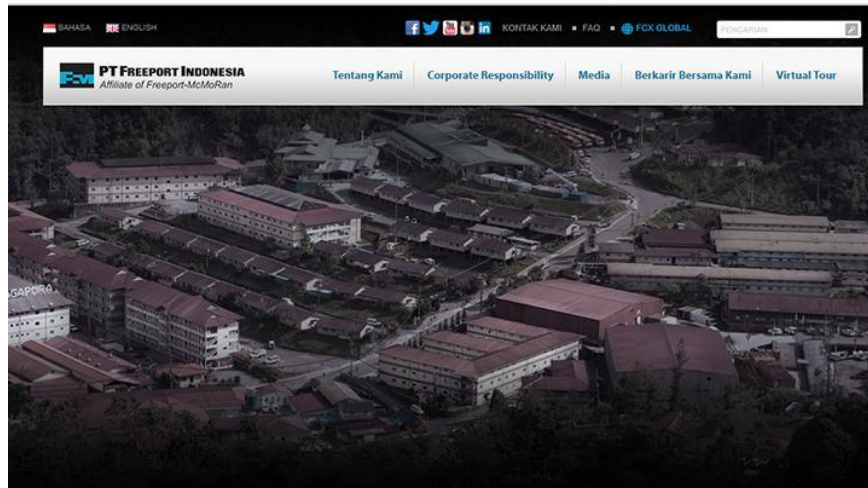 BAHASA ENGLISH KONTAK KAMI FAQ FCX GLOBAL PENCARIAN
FCX PT FREEPORT INDONESIA
Affiliate of Freeport-McMoRan
Tentang Kami Corporate Responsibility Media Berkarir Bersama Kami Virtual Tour